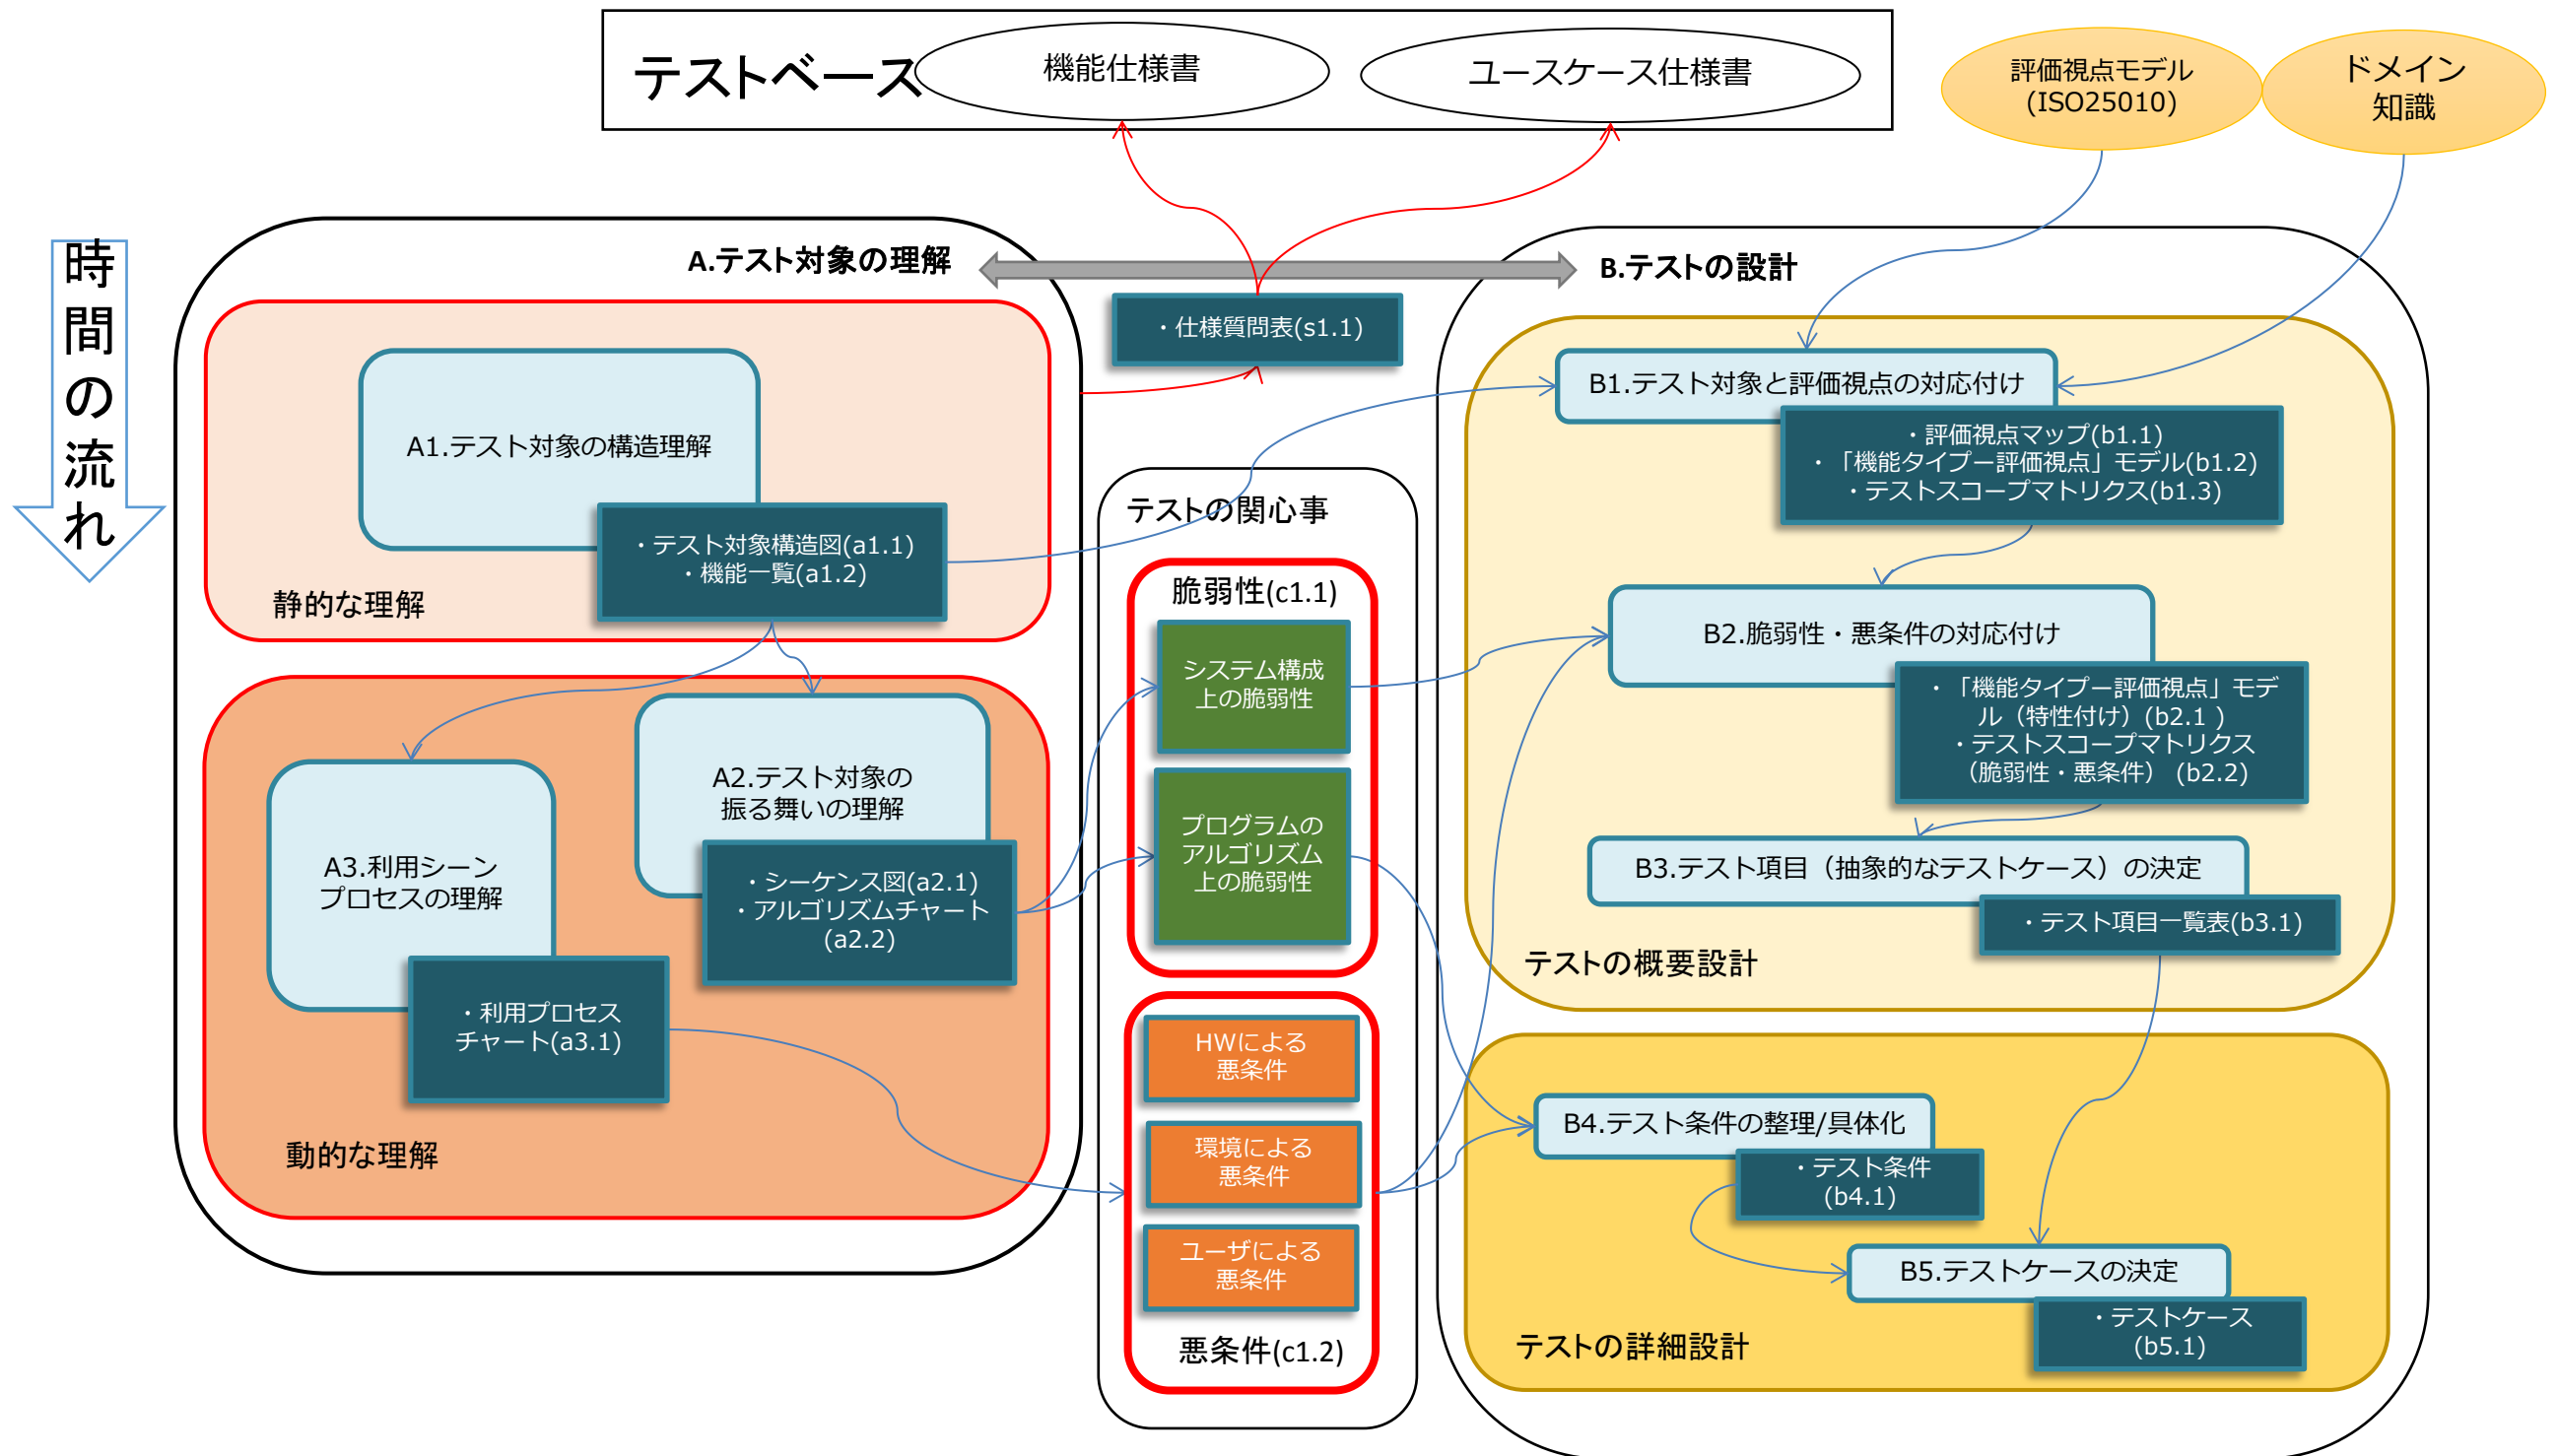 テストベース
機能仕様書
ユースケース仕様書
評価視点モデル
(ISO25010)
ドメイン
知識
時間の流れ
A.テスト対象の理解
B.テストの設計
・仕様質問表(s1.1)
A1.テスト対象の構造理解
・テスト対象構造図(a1.1)
・機能一覧(a1.2)
静的な理解
A2.テスト対象の
振る舞いの理解
・シーケンス図(a2.1)
・アルゴリズムチャート
(a2.2)
A3.利用シーン
プロセスの理解
・利用プロセス
チャート(a3.1)
動的な理解
テストの関心事
脆弱性(c1.1)
システム構成
上の脆弱性
プログラムの
アルゴリズム
上の脆弱性
HWによる
悪条件
環境による
悪条件
ユーザによる
悪条件
悪条件(c1.2)
B1.テスト対象と評価視点の対応付け
・評価視点マップ(b1.1)
・「機能タイプー評価視点」モデル(b1.2)
・テストスコープマトリクス(b1.3)
B2.脆弱性・悪条件の対応付け
・「機能タイプー評価視点」モデ
ル（特性付け）(b2.1 )
・テストスコープマトリクス
（脆弱性・悪条件） (b2.2)
B3.テスト項目（抽象的なテストケース）の決定
・テスト項目一覧表(b3.1)
テストの概要設計
B4.テスト条件の整理/具体化
・テスト条件
(b4.1)
B5.テストケースの決定
・テストケース
(b5.1)
テストの詳細設計